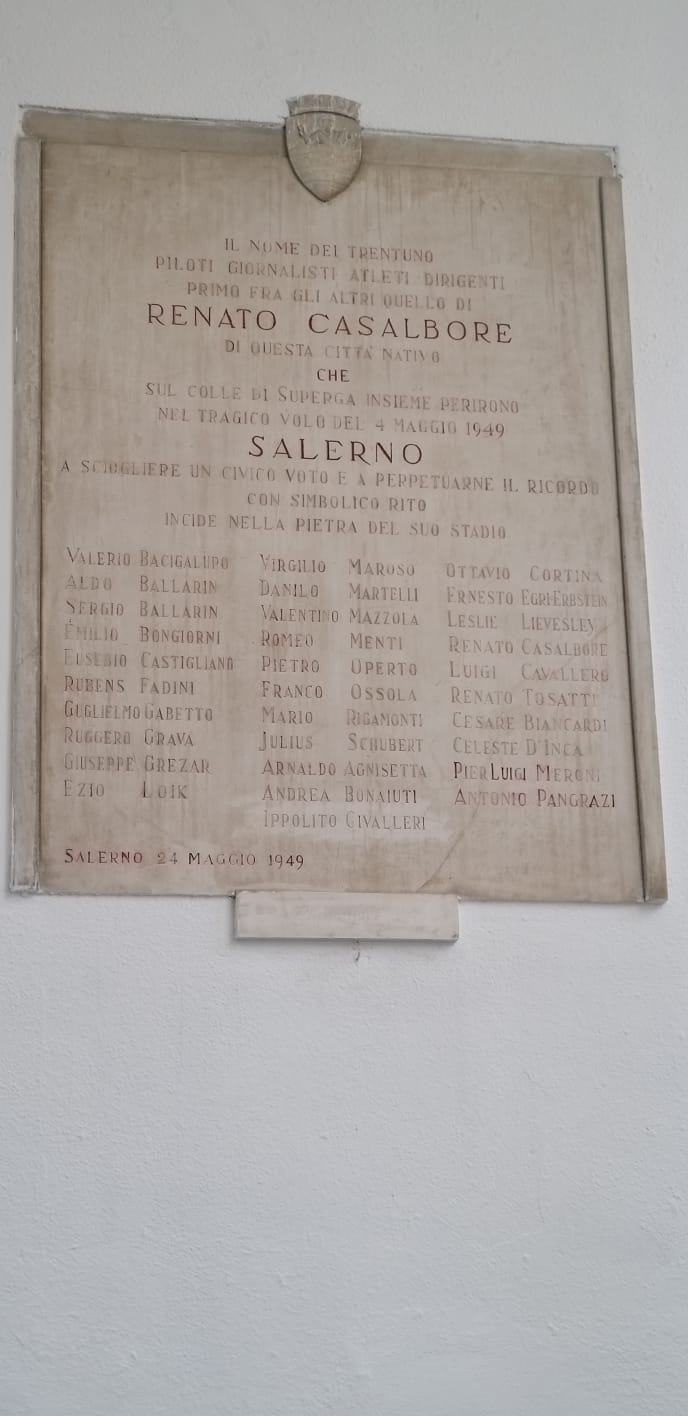 IL NOME DEI TRENTUNO
PILOTI GIORNALISTI ATLETI DIRIGENTI
PRIMO FRA GLI ALTRI QUELLO DI
RENATO CASALBORE
DI QUESTA CITTA' NATIVO
CHE
SUL COLLE DI SUPERGA INSIEME PERIRONO
NEL TRAGICO VOLO DEL 4 MAGGIO 1949
SALERNO
A SCIOGLIERE UN CIVICO VOTO E A PERPETUARNE IL RICORDO
CON SIMBOLICO RITO
INCIDE NELLA PIETRA DEL SUO STADIO
VALERIO BACIGALUPO
ALDO BALLARIN
SERGIO BALLARIN
EMILIO BONGIORNI
EUSEBIO CASTIGLIANO
RUBENS FADINI
GUGLIELMO GABETTO
RUGGERO GRAVA
GIUSEPPE GREZAR
EZIO LOIK
VIRGILIO MAROSO
DANILO MARTELLI
VALENTINO MAZZOLA
ROMEO MENTI
PIETRO OPERTO
FRANCO OSSOLA
MARIO RIGAMONTI
JULIUS SCHUBERT
ARNALDO AGNISETTA
ANDREA BONAIUTI
IPPOLITO CIVALLERI
OTTAVIO CORTINA
ERNESTO EGRI-ERBSTEIN
LESLIE LIEVESLEY
RENATO CASALBORE
LUIGI CAVALLERO
RENATO TOSATTI
CESARE BIANCARDI
CELESTE D'INCA
PIERLUIGI MERONI
ANTONIO PANGRAZI
SALERNO 24 MAGGIO 1949